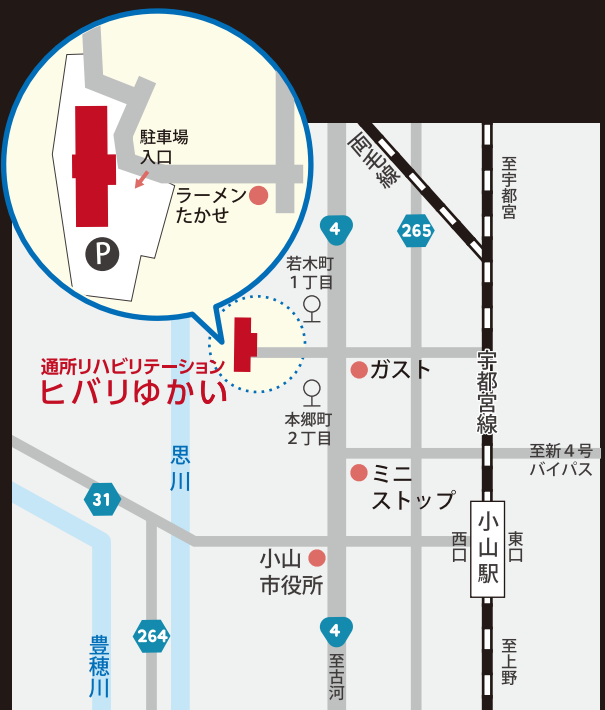 駐車場
入口
ラーメン
たかせ
P
両毛線
至宇都宮
4
265
若木町
1丁目
通所リハビリテーション
ヒバリゆかい
ガスト
宇都宮線
本郷町
2丁目
至新4号
バイパス
思川
ミニ
ストップ
31
小山
市役所
西口
小山駅
東口
264
4
豊穂川
至古河
至上野